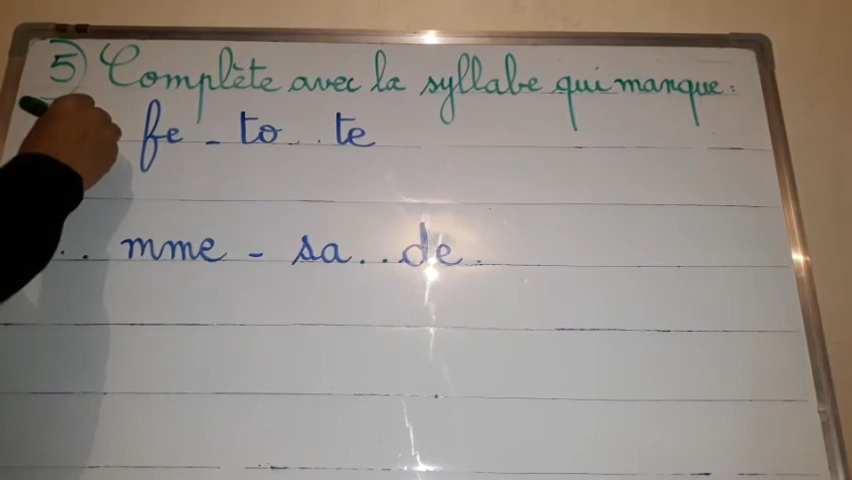 5) Complète avec la syllabe qui manque :
fe - to . . te
. . mme - sa . . de .